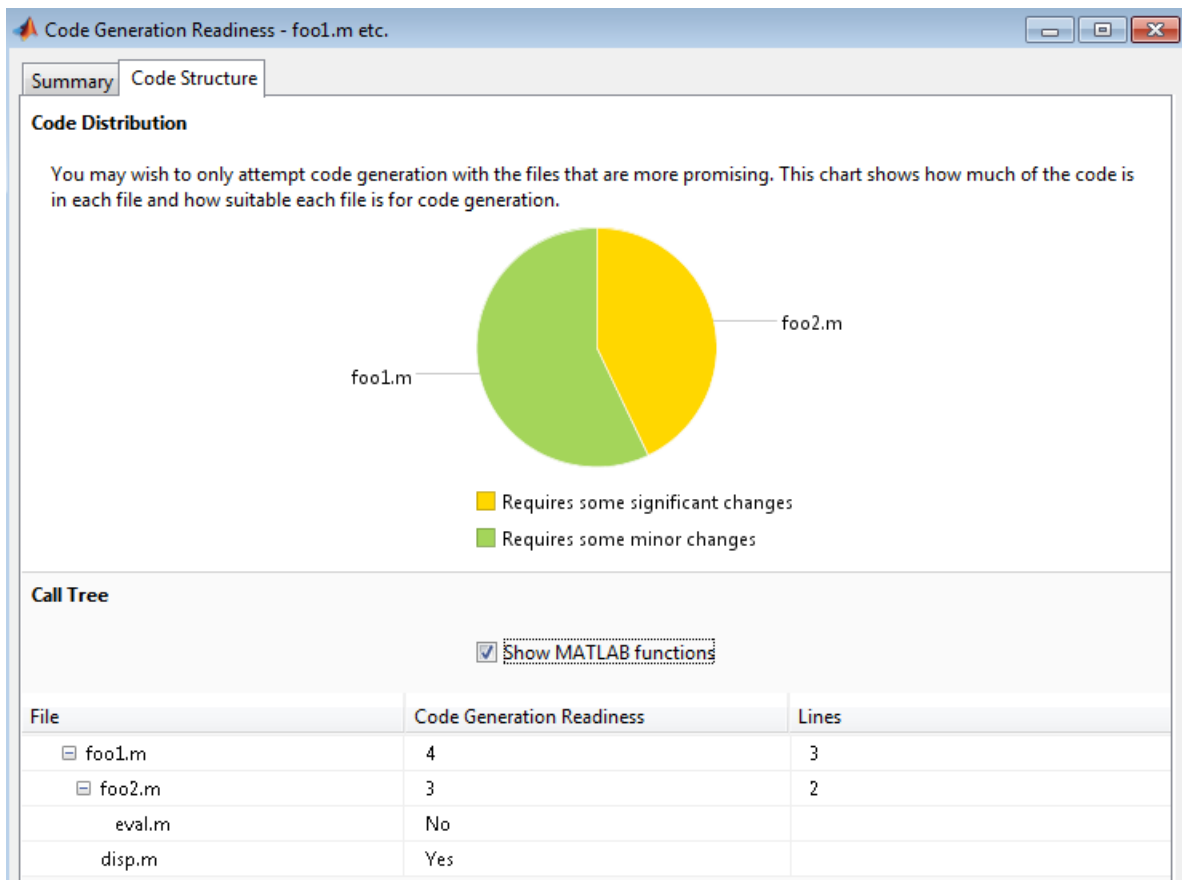 Code Generation Readiness - foo1.m etc.
Summary Code Structure
Code Distribution
You may wish to only attempt code generation with the files that are more promising. This chart shows how much of the code is
in each file and how suitable each file is for code generation.
foo2.m
foo1.m
Requires some significant changes
Requires some minor changes
Call Tree
Show MATLAB functions
File Code Generation Readiness Lines
foo1.m 4 3
foo2.m 3 2
eval.m No
disp.m Yes